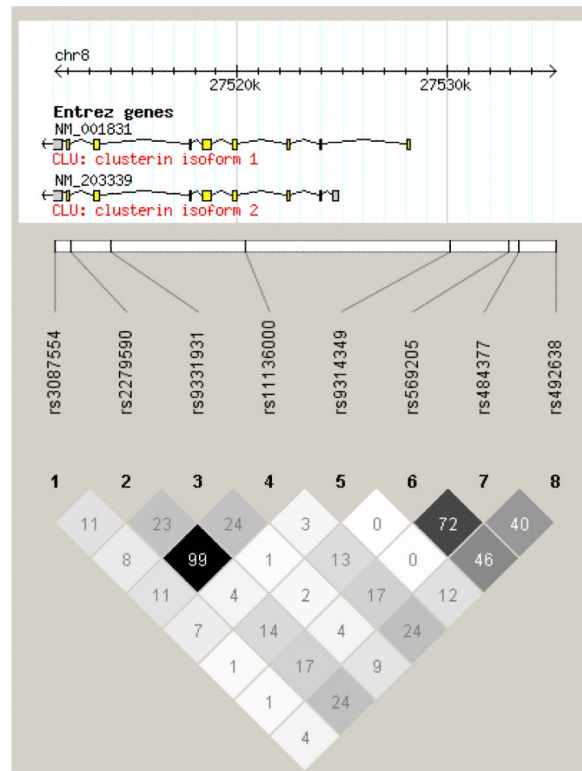 chr8
27520k 27530k
Entrez genes
NM_001831
CLU: clusterin isoform 1
NM_203339
CLU: clusterin isoform 2
rs3087554 rs2279590 rs9331931 rs11136000 rs9314349 rs569205 rs484377 rs492638
1 2 3 4 5 6 7 8
11 23 24 3 0 72 40
8 99 1 13 0 46
11 4 2 17 12
7 14 4 24
1 17 9
1 24
4